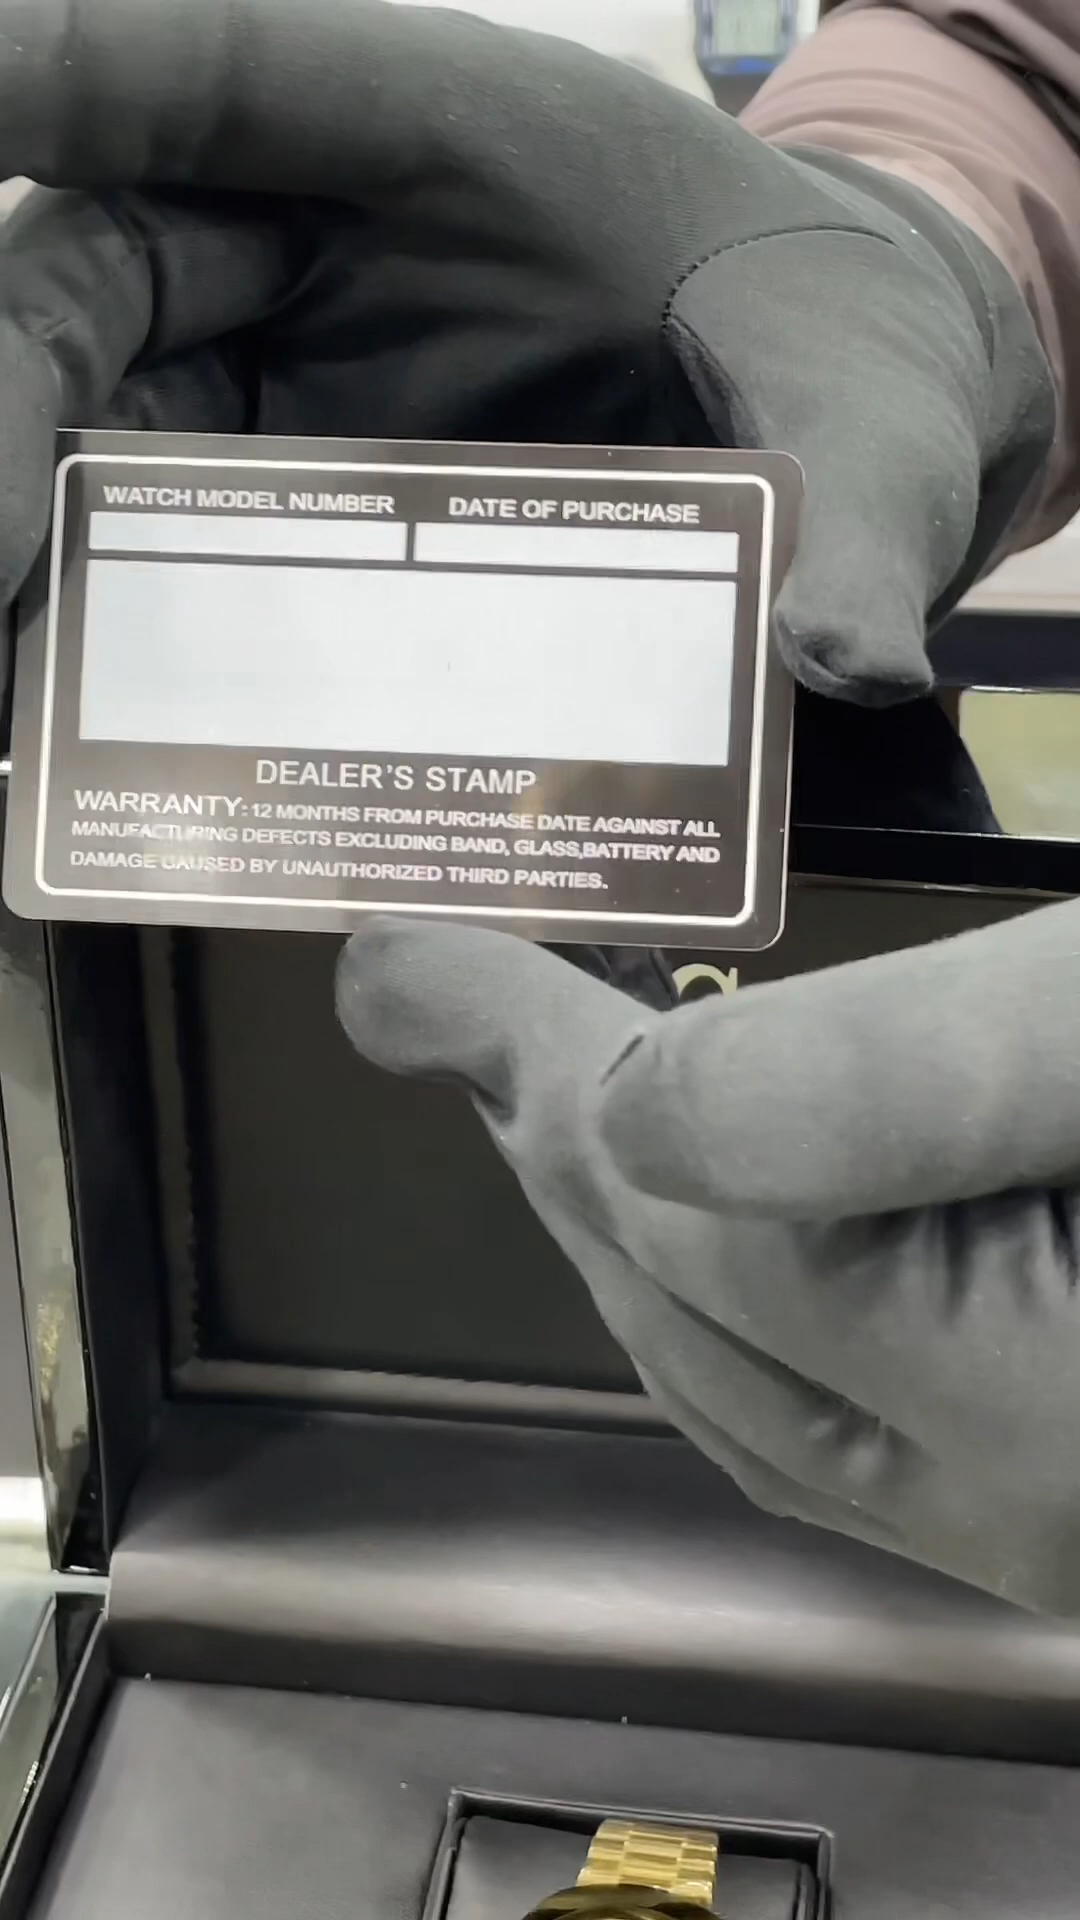 WATCH MODEL NUMBER DATE OF PURCHASE
DEALER'S STAMP
WARRANTY: 12 MONTHS FROM PURCHASE DATE AGAINST ALL
MANUFACTURING DEFECTS EXCLUDING BAND, GLASS,BATTERY AND
DAMAGE CAUSED BY UNAUTHORIZED THIRD PARTIES.